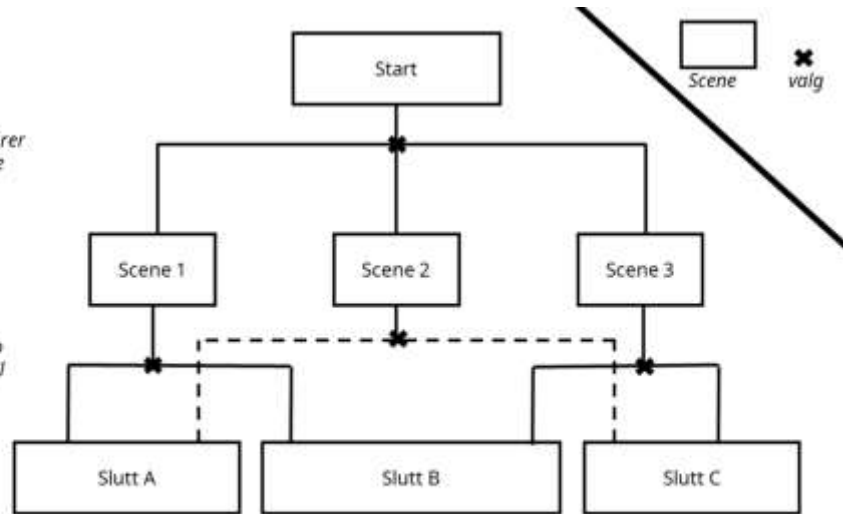 Start
Scene
valg
Scene 1
Scene 2
Scene 3
Slutt A
Slutt B
Slutt C